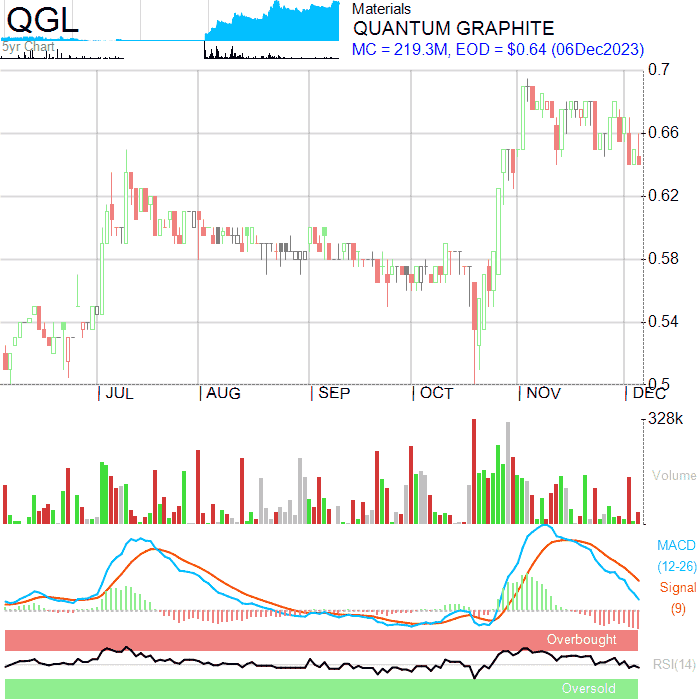 QGL
5yr Chart
Materials
QUANTUM GRAPHITE
MC = 219.3M, EOD = $0.64 (06Dec2023)
0.7
0.66
0.62
0.58
0.54
0.5
JUL AUG SEP OCT NOV DEC
328k
Volume
MACD
(12-26)
Signal
(9)
Overbought
RSI(14)
Oversold